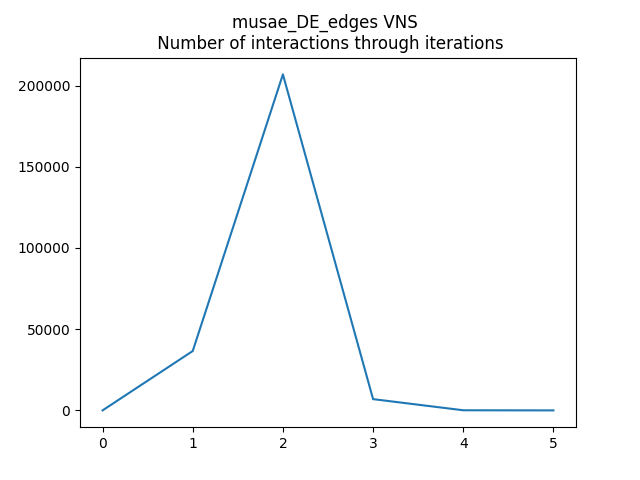 musae_DE_edges VNS
Number of interactions through iterations
200000
150000
100000
50000
0
0 1 2 3 4 5